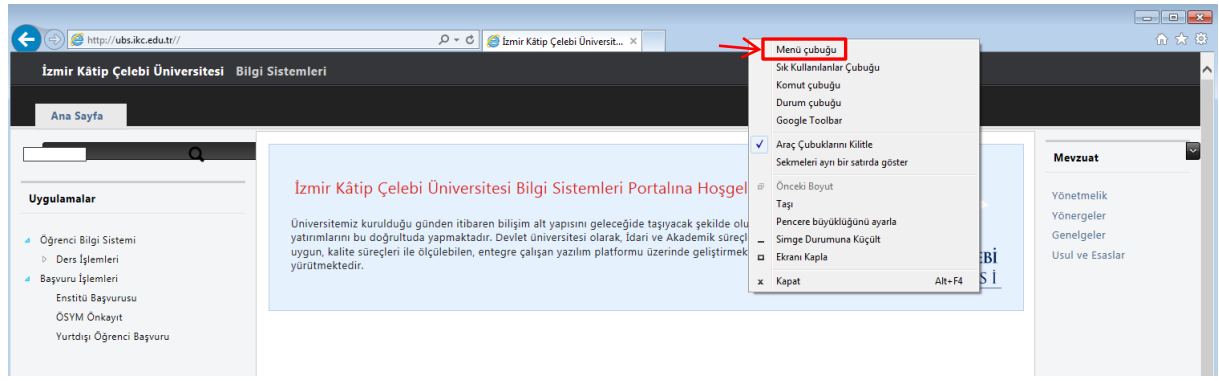 http://ubs.ikc.edu.tr//
İzmir Kâtip Çelebi Üniversit...
İzmir Kâtip Çelebi Üniversitesi Bilgi Sistemleri
Ana Sayfa
Menü çubuğu
Sık Kullanılanlar Çubuğu
Komut çubuğu
Durum çubuğu
Google Toolbar
Araç Çubuklarını Kilitle
Sekmeleri ayrı bir satırda göster
Önceki Boyut
Taşı
Pencere büyüklüğünü ayarla
Simge Durumuna Küçült
Ekranı Kapla
Kapat Alt+F4
Uygulamalar
Öğrenci Bilgi Sistemi
Ders İşlemleri
Başvuru İşlemleri
Enstitü Başvurusu
ÖSYM Önkayıt
Yurtdışı Öğrenci Başvuru
İzmir Kâtip Çelebi Üniversitesi Bilgi Sistemleri Portalına Hoşgel
Üniversitemiz kurulduğu günden itibaren bilişim alt yapısını geleceğide taşıyacak şekilde olu
yatırımlarını bu doğrultuda yapmaktadır. Devlet üniversitesi olarak, İdari ve Akademik süreçl
uygun, kalite süreçleri ile ölçülebilen, entegre çalışan yazılım platformu üzerinde geliştirmek
yürütmektedir.
EBİ
S İ
Mevzuat
Yönetmelik
Yönergeler
Genelgeler
Usul ve Esaslar